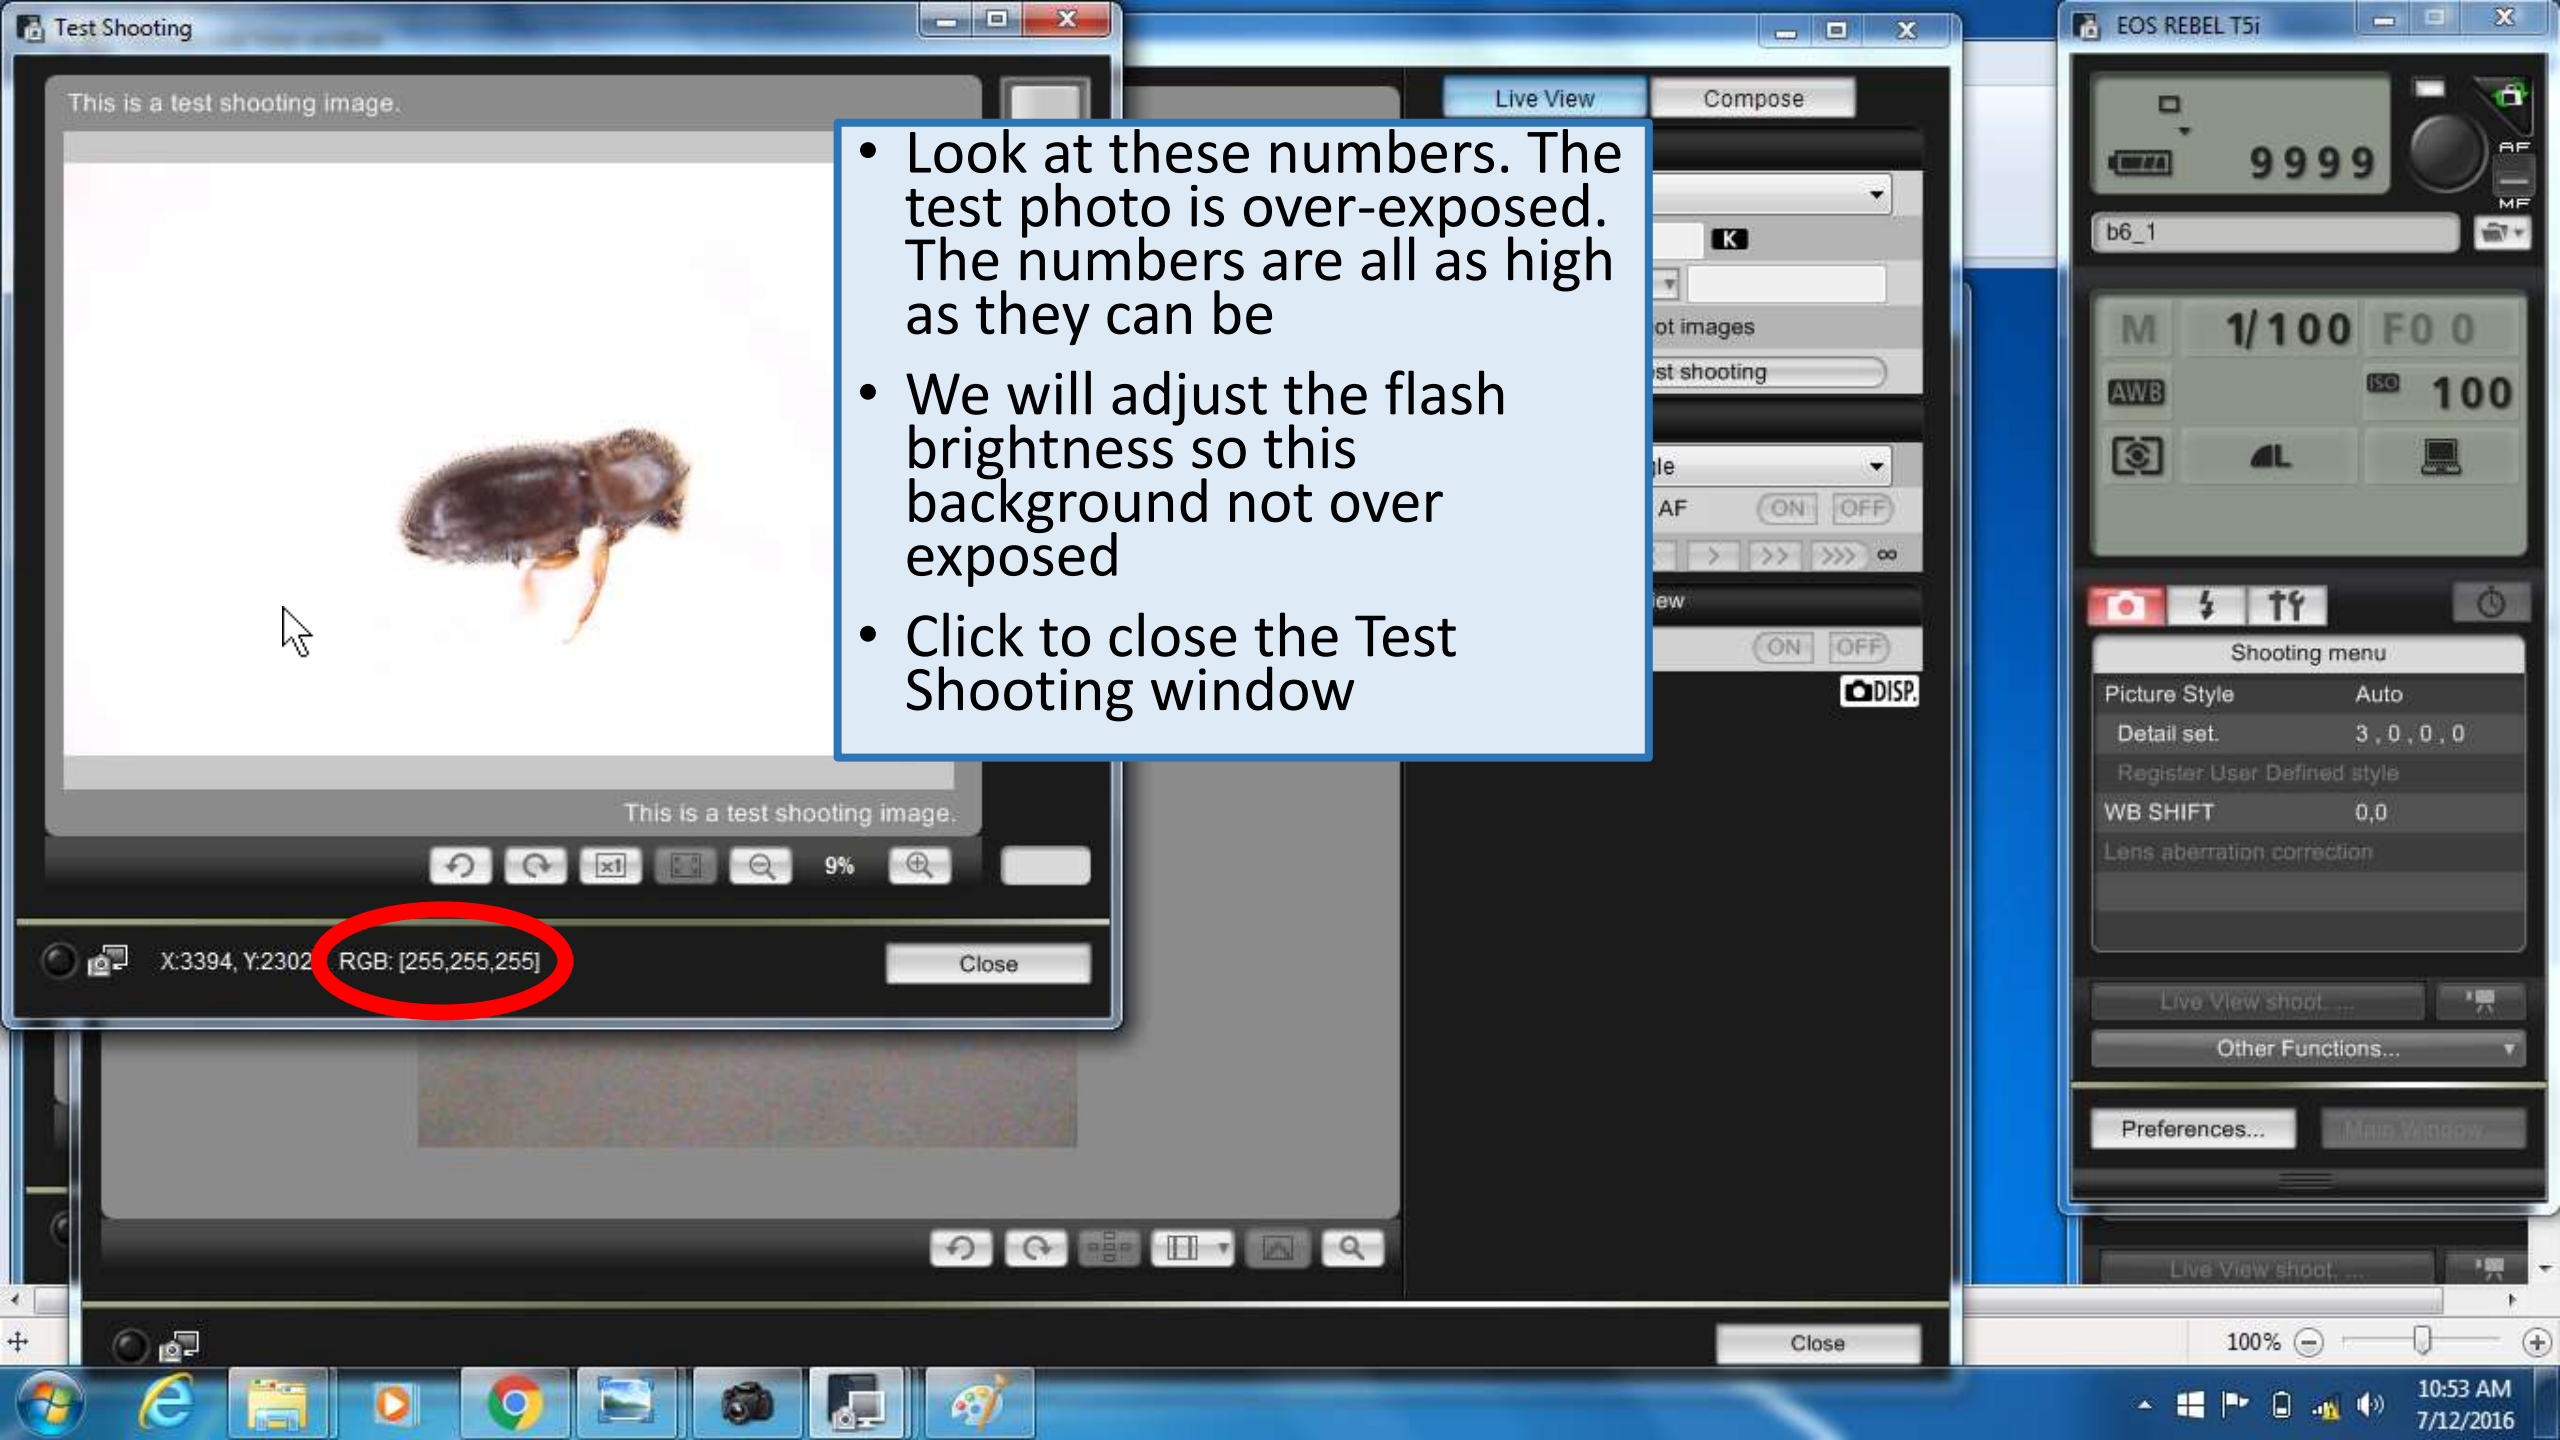 Test Shooting
This is a test shooting image.
This is a test shooting image.
9%
X:3394, Y:2302
RGB: [255,255,255]
Close
• Look at these numbers. The
test photo is over-exposed.
The numbers are all as high
as they can be
• We will adjust the flash
brightness so this
background not over
exposed
• Click to close the Test
Shooting window
Live View
Compose
K
ot images
st shooting
le
AF
ON
OFF
> >> >>> ∞
ew
ON
OFF
DISP.
Close
EOS REBEL T5i
9999
AF
MF
b6_1
M 1/100 F00
AWB ISO 100
L
Shooting menu
Picture Style Auto
Detail set. 3 , 0 , 0 , 0
Register User Defined style
WB SHIFT 0,0
Lens aberration correction
Live View shoot. ...
Other Functions...
Preferences...
Main Window...
Live View shoot. ...
100%
10:53 AM
7/12/2016